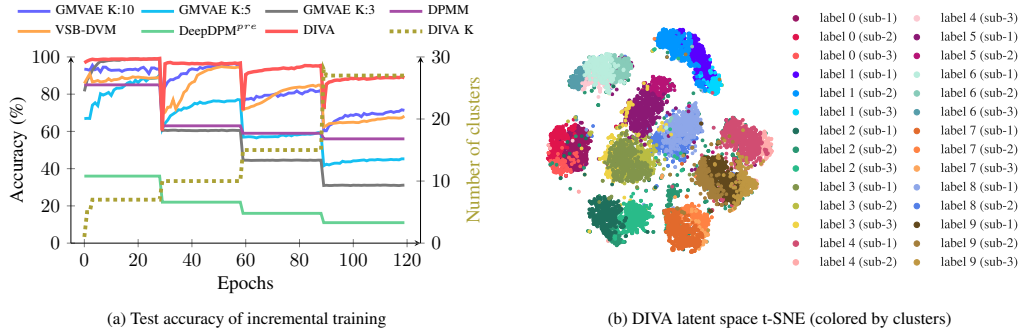 GMVAE K:10 GMVAE K:5 GMVAE K:3 DPMM
VSB-DVM DeepDPM^pre DIVA DIVA K
100
80
60
40
20
0
Accuracy (%)
30
20
10
0
Number of clusters
0 20 40 60 80 100 120
Epochs
(a) Test accuracy of incremental training
label 0 (sub-1) label 4 (sub-3)
label 0 (sub-2) label 5 (sub-1)
label 0 (sub-3) label 5 (sub-2)
label 1 (sub-1) label 6 (sub-1)
label 1 (sub-2) label 6 (sub-2)
label 1 (sub-3) label 6 (sub-3)
label 2 (sub-1) label 7 (sub-1)
label 2 (sub-2) label 7 (sub-2)
label 2 (sub-3) label 7 (sub-3)
label 3 (sub-1) label 8 (sub-1)
label 3 (sub-2) label 8 (sub-2)
label 3 (sub-3) label 9 (sub-1)
label 4 (sub-1) label 9 (sub-2)
label 4 (sub-2) label 9 (sub-3)
(b) DIVA latent space t-SNE (colored by clusters)